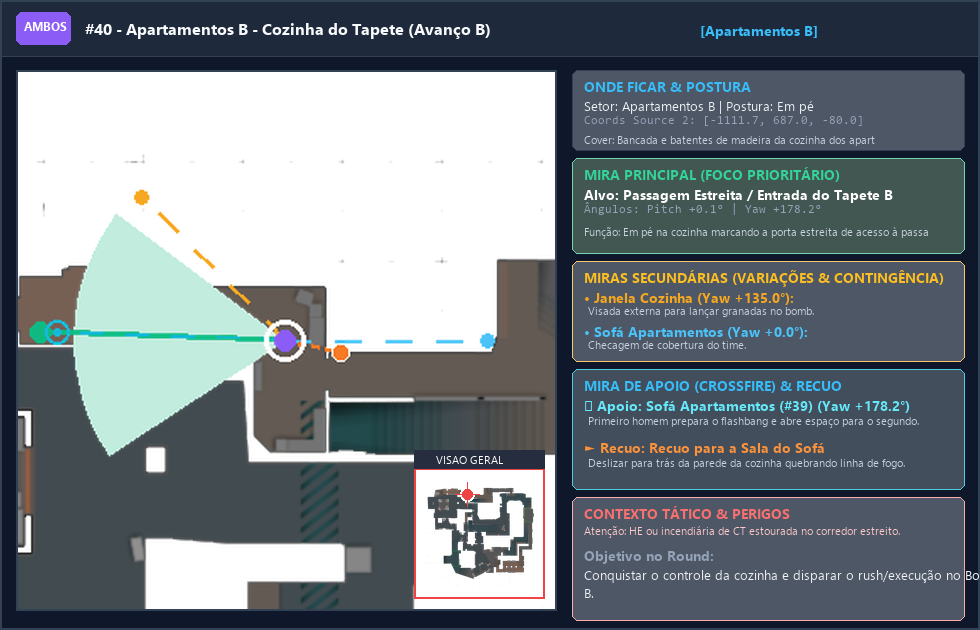 AMBOS
#40 - Apartamentos B - Cozinha do Tapete (Avanço B)
[Apartamentos B]
VISAO GERAL
ONDE FICAR & POSTURA
Setor: Apartamentos B | Postura: Em pé
Coords Source 2: [-1111.7, 687.0, -80.0]
Cover: Bancada e batentes de madeira da cozinha dos apart
MIRA PRINCIPAL (FOCO PRIORITÁRIO)
Alvo: Passagem Estreita / Entrada do Tapete B
Ângulos: Pitch +0.1° | Yaw +178.2°
Função: Em pé na cozinha marcando a porta estreita de acesso à passa
MIRAS SECUNDÁRIAS (VARIAÇÕES & CONTINGÊNCIA)
• Janela Cozinha (Yaw +135.0°):
Visada externa para lançar granadas no bomb.
• Sofá Apartamentos (Yaw +0.0°):
Checagem de cobertura do time.
MIRA DE APOIO (CROSSFIRE) & RECUO
Apoio: Sofá Apartamentos (#39) (Yaw +178.2°)
Primeiro homem prepara o flashbang e abre espaço para o segundo.
► Recuo: Recuo para a Sala do Sofá
Deslizar para trás da parede da cozinha quebrando linha de fogo.
CONTEXTO TÁTICO & PERIGOS
Atenção: HE ou incendiária de CT estourada no corredor estreito.
Objetivo no Round:
Conquistar o controle da cozinha e disparar o rush/execução no Bo
B.